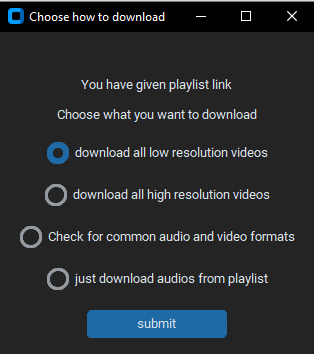 Choose how to download
You have given playlist link
Choose what you want to download
download all low resolution videos
download all high resolution videos
Check for common audio and video formats
just download audios from playlist
submit